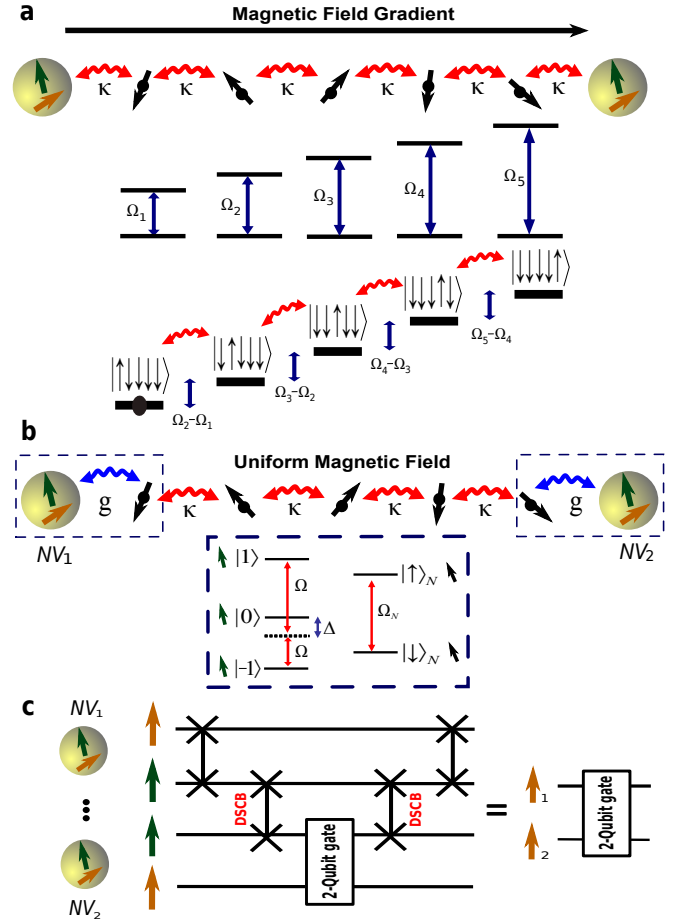 a
Magnetic Field Gradient
κ κ κ κ κ κ
Ω₁ Ω₂ Ω₃ Ω₄ Ω₅
|↓↓↓↓↓↑⟩
|↓↓↓↓↑↓⟩
|↓↓↓↑↓↓⟩
|↓↑↓↓↓⟩
|↑↓↓↓↓↓⟩
Ω₅−Ω₄
Ω₄−Ω₃
Ω₃−Ω₂
Ω₂−Ω₁
b
Uniform Magnetic Field
g κ κ κ κ g
NV₁ NV₂
|1⟩ Ω |↑⟩N
|0⟩ Δ Ω_N
Ω
|−1⟩ |↓⟩N
c
NV₁
DSCB DSCB
2-Qubit gate
= 1 2
2-Qubit gate
NV₂